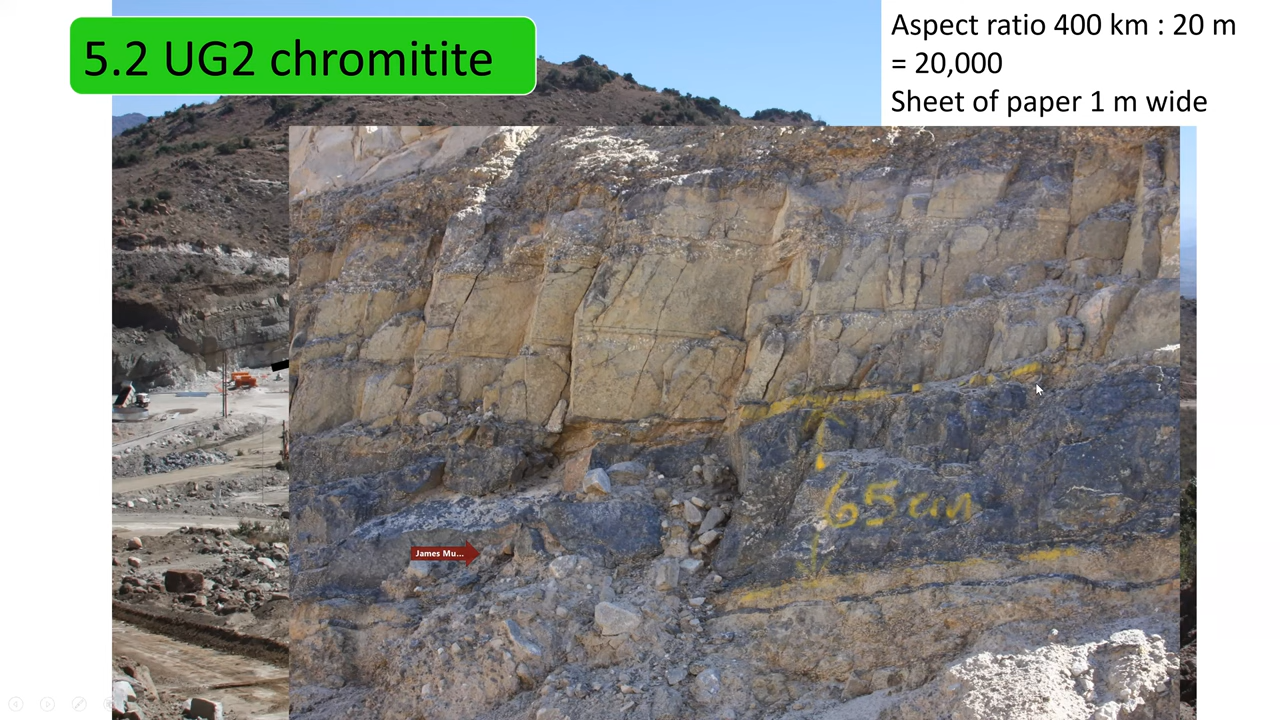 5.2 UG2 chromitite
Aspect ratio 400 km : 20 m
= 20,000
Sheet of paper 1 m wide
65cm
James Mu...